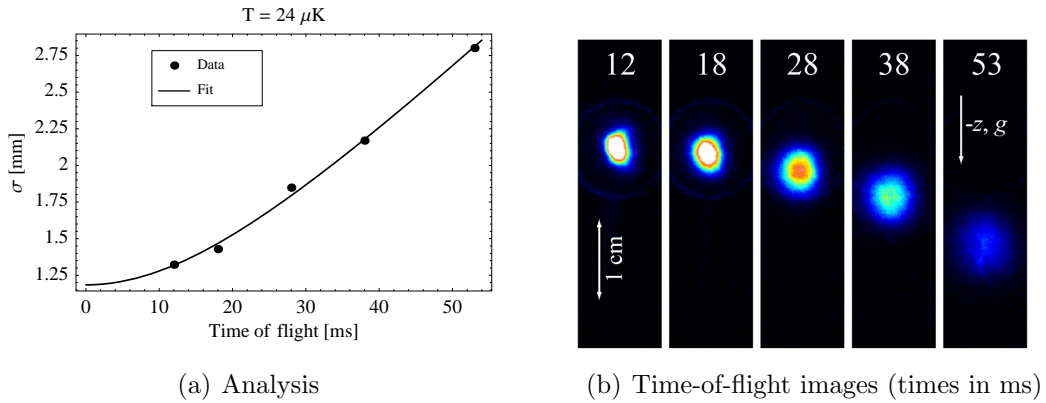 T = 24 μK
2.75
2.5
2.25
2
1.75
1.5
1.25
σ [mm]
Data
Fit
0 10 20 30 40 50
Time of flight [ms]
(a) Analysis
12 18 28 38 53
-z, g
1 cm
(b) Time-of-flight images (times in ms)